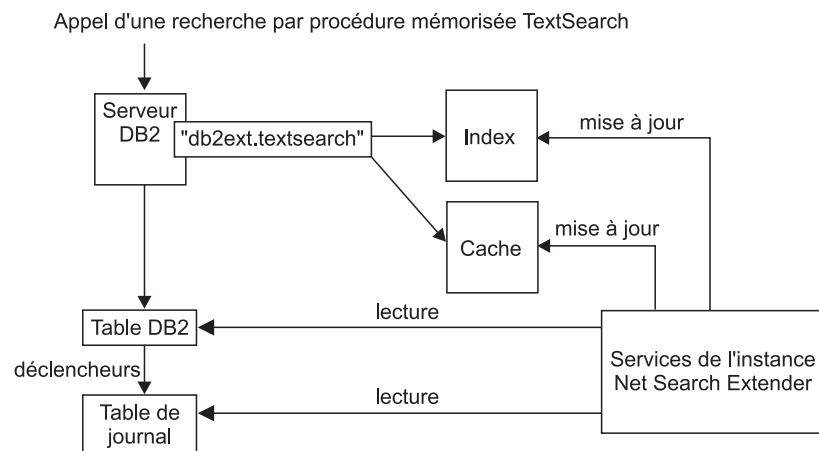 Appel d'une recherche par procédure mémorisée TextSearch
Serveur
DB2
"db2ext.textsearch"
Index
mise à jour
Cache
mise à jour
Table DB2
lecture
déclencheurs
Services de l'instance
Net Search Extender
Table de
journal
lecture